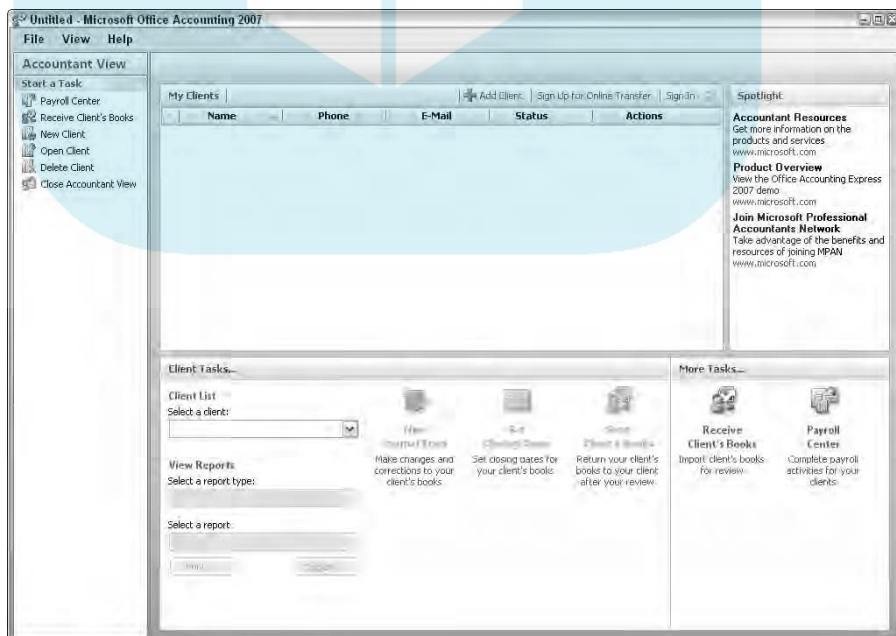 Untitled - Microsoft Office Accounting 2007
File View Help
Accountant View
Start a Task
Payroll Center
Receive Client's Books
New Client
Open Client
Delete Client
Close Accountant View
My Clients
Add Client
Sign Up for Online Transfer
Sign In
Name
Phone
E-Mail
Status
Actions
Spotlight
Accountant Resources
Get more information on the
products and services
www.microsoft.com
Product Overview
View the Office Accounting Express
2007 demo
www.microsoft.com
Join Microsoft Professional
Accountants Network
Take advantage of the benefits and
resources of joining MPAN
www.microsoft.com
Client Tasks...
Client List
Select a client:
View Reports
Select a report type:
Select a report
Make changes and
corrections to your
client's books
Set closing dates for
your client's books
Send
Client's Books
Return your client's
books to your client
after your review
More Tasks...
Receive
Client's Books
Import client's books
for review
Payroll
Center
Complete payroll
activities for your
clients